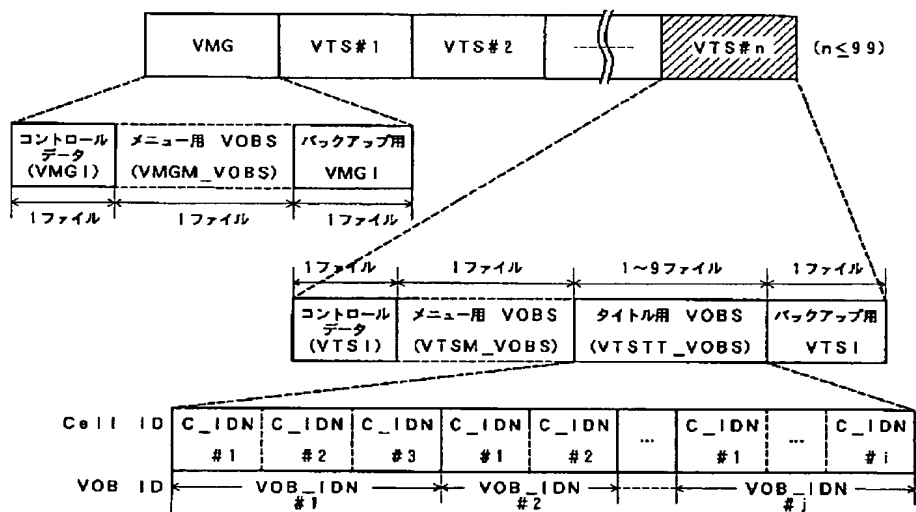 VMG VTS#1 VTS#2 VTS#n (n≤99)
コントロール
データ
(VMGI)
メニュー用 VOBS
(VMGM_VOBS)
バックアップ用
VMGI
1ファイル 1ファイル 1ファイル
1ファイル 1ファイル 1~9ファイル 1ファイル
コントロール
データ
(VTSI)
メニュー用 VOBS
(VTSM_VOBS)
タイトル用 VOBS
(VTSTT_VOBS)
バックアップ用
VTSI
Cell ID C_IDN C_IDN C_IDN C_IDN C_IDN ... C_IDN ... C_IDN
#1 #2 #3 #1 #2 #1 #i
VOB ID VOB_IDN VOB_IDN VOB_IDN
#1 #2 #j